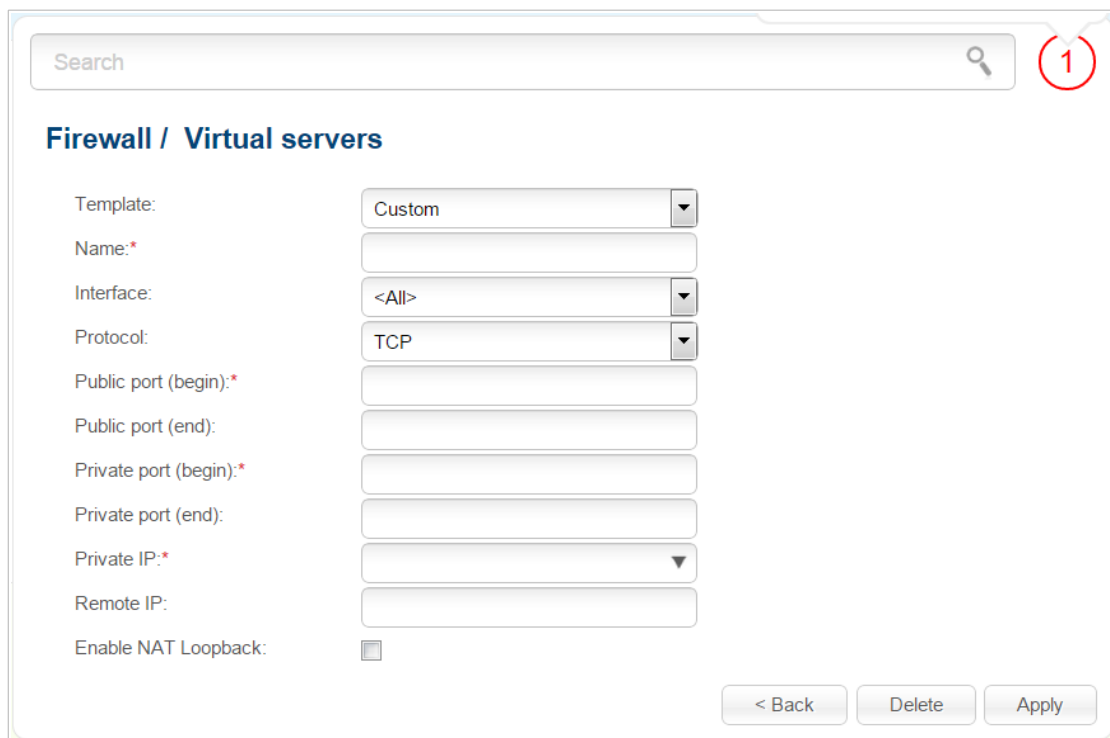 Search
1
Firewall /  Virtual servers
Template: Custom
Name:*
Interface: <All>
Protocol: TCP
Public port (begin):*
Public port (end):
Private port (begin):*
Private port (end):
Private IP:*
Remote IP:
Enable NAT Loopback:
< Back Delete Apply